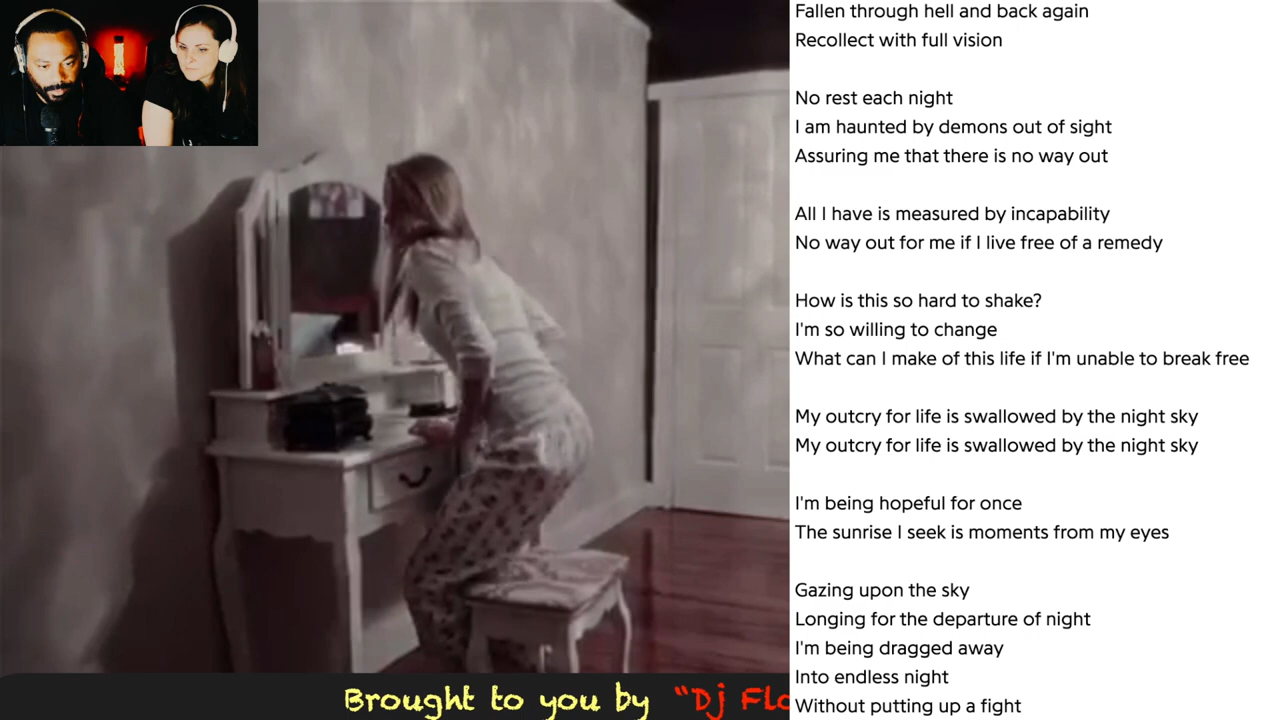 Fallen through hell and back again
Recollect with full vision
No rest each night
I am haunted by demons out of sight
Assuring me that there is no way out
All I have is measured by incapability
No way out for me if I live free of a remedy
How is this so hard to shake?
I'm so willing to change
What can I make of this life if I'm unable to break free
My outcry for life is swallowed by the night sky
My outcry for life is swallowed by the night sky
I'm being hopeful for once
The sunrise I seek is moments from my eyes
Gazing upon the sky
Longing for the departure of night
I'm being dragged away
Into endless night
Without putting up a fight
Brought to you by "Dj Flo